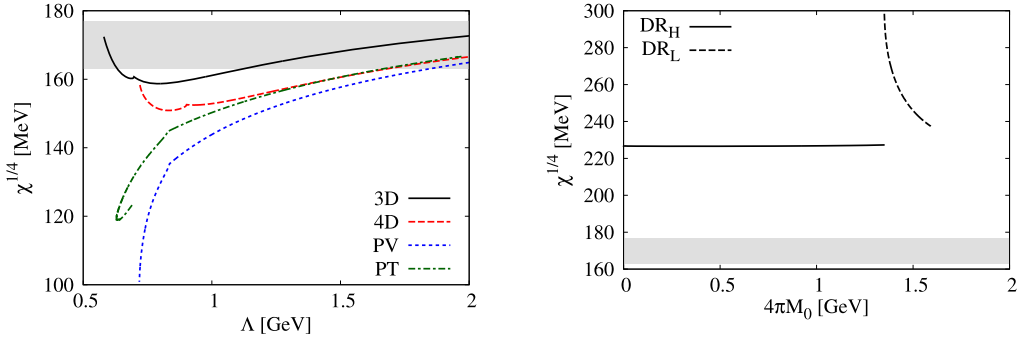 180
160
140
120
100
χ^1/4 [MeV]
3D
4D
PV
PT
0.5
1
1.5
2
Λ [GeV]
300
280
260
240
220
200
180
160
χ^1/4 [MeV]
DR_H
DR_L
0
0.5
1
1.5
2
4πM_0 [GeV]